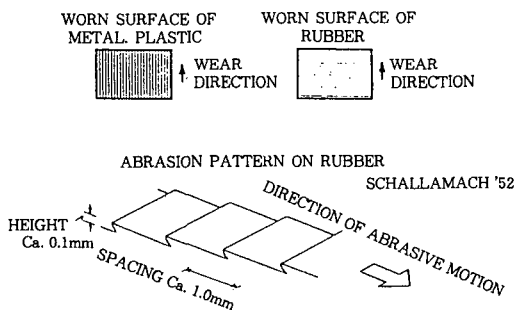 WORN SURFACE OF
METAL. PLASTIC
WEAR
DIRECTION
WORN SURFACE OF
RUBBER
WEAR
DIRECTION
ABRASION PATTERN ON RUBBER
SCHALLAMACH '52
DIRECTION OF ABRASIVE MOTION
HEIGHT
Ca. 0.1mm
SPACING Ca. 1.0mm